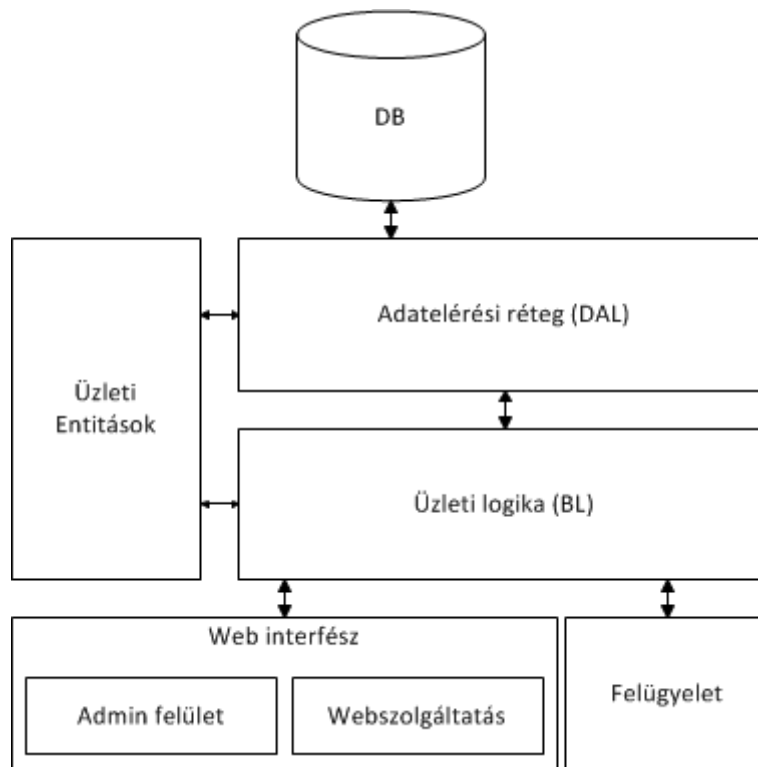 DB
Adatelérési réteg (DAL)
Üzleti
Entitások
Üzleti logika (BL)
Web interfész
Admin felület
Webszolgáltatás
Felügyelet